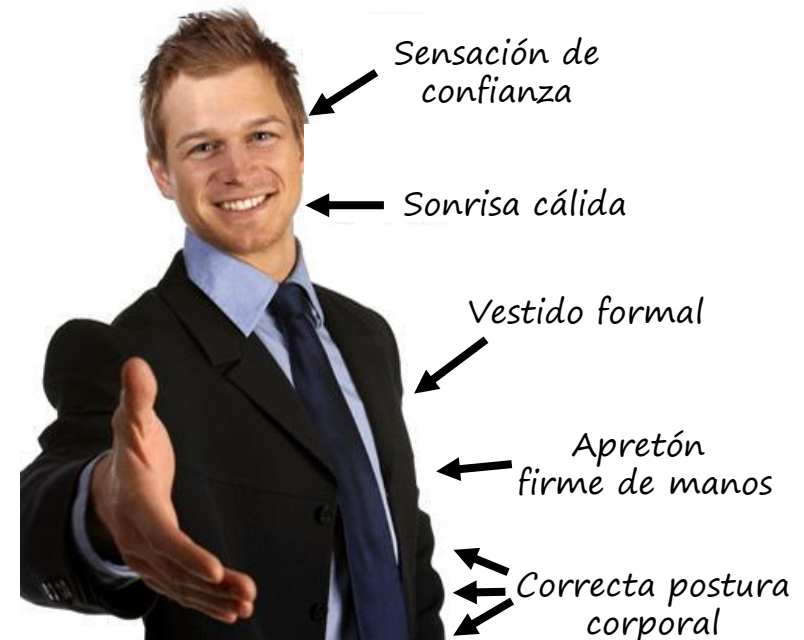 Sensación de
confianza
Sonrisa cálida
Vestido formal
Apretón
firme de manos
Correcta postura
corporal